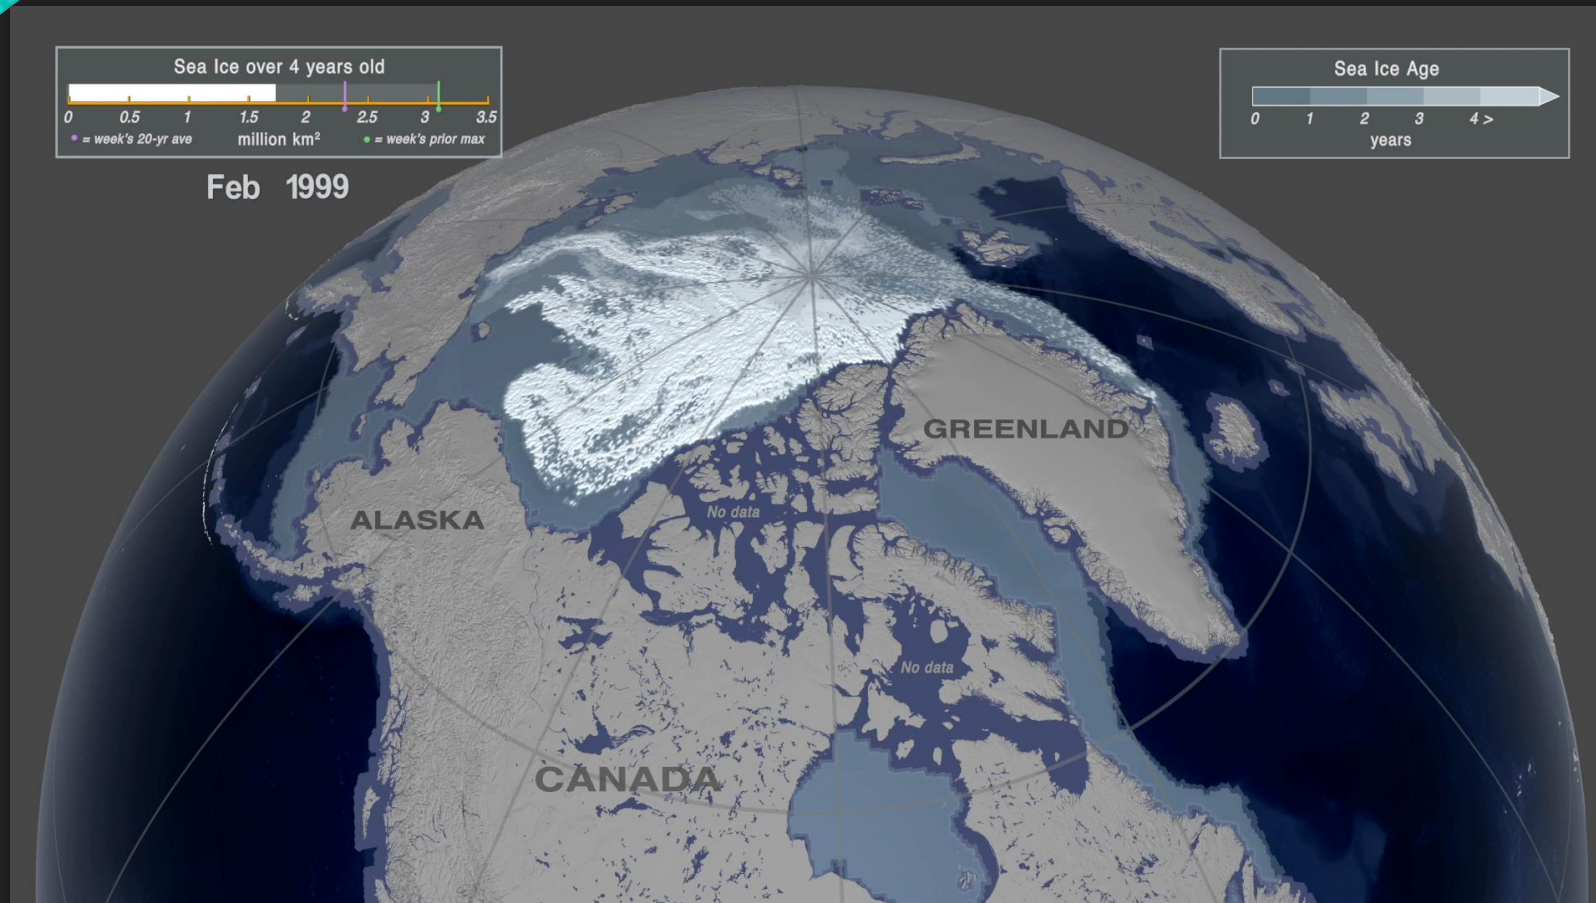 Sea Ice over 4 years old
0 0.5 1 1.5 2 2.5 3 3.5
= week's 20-yr ave million km² = week's prior max
Feb 1999
Sea Ice Age
0 1 2 3 4 >
years
GREENLAND
ALASKA
No data
No data
CANADA